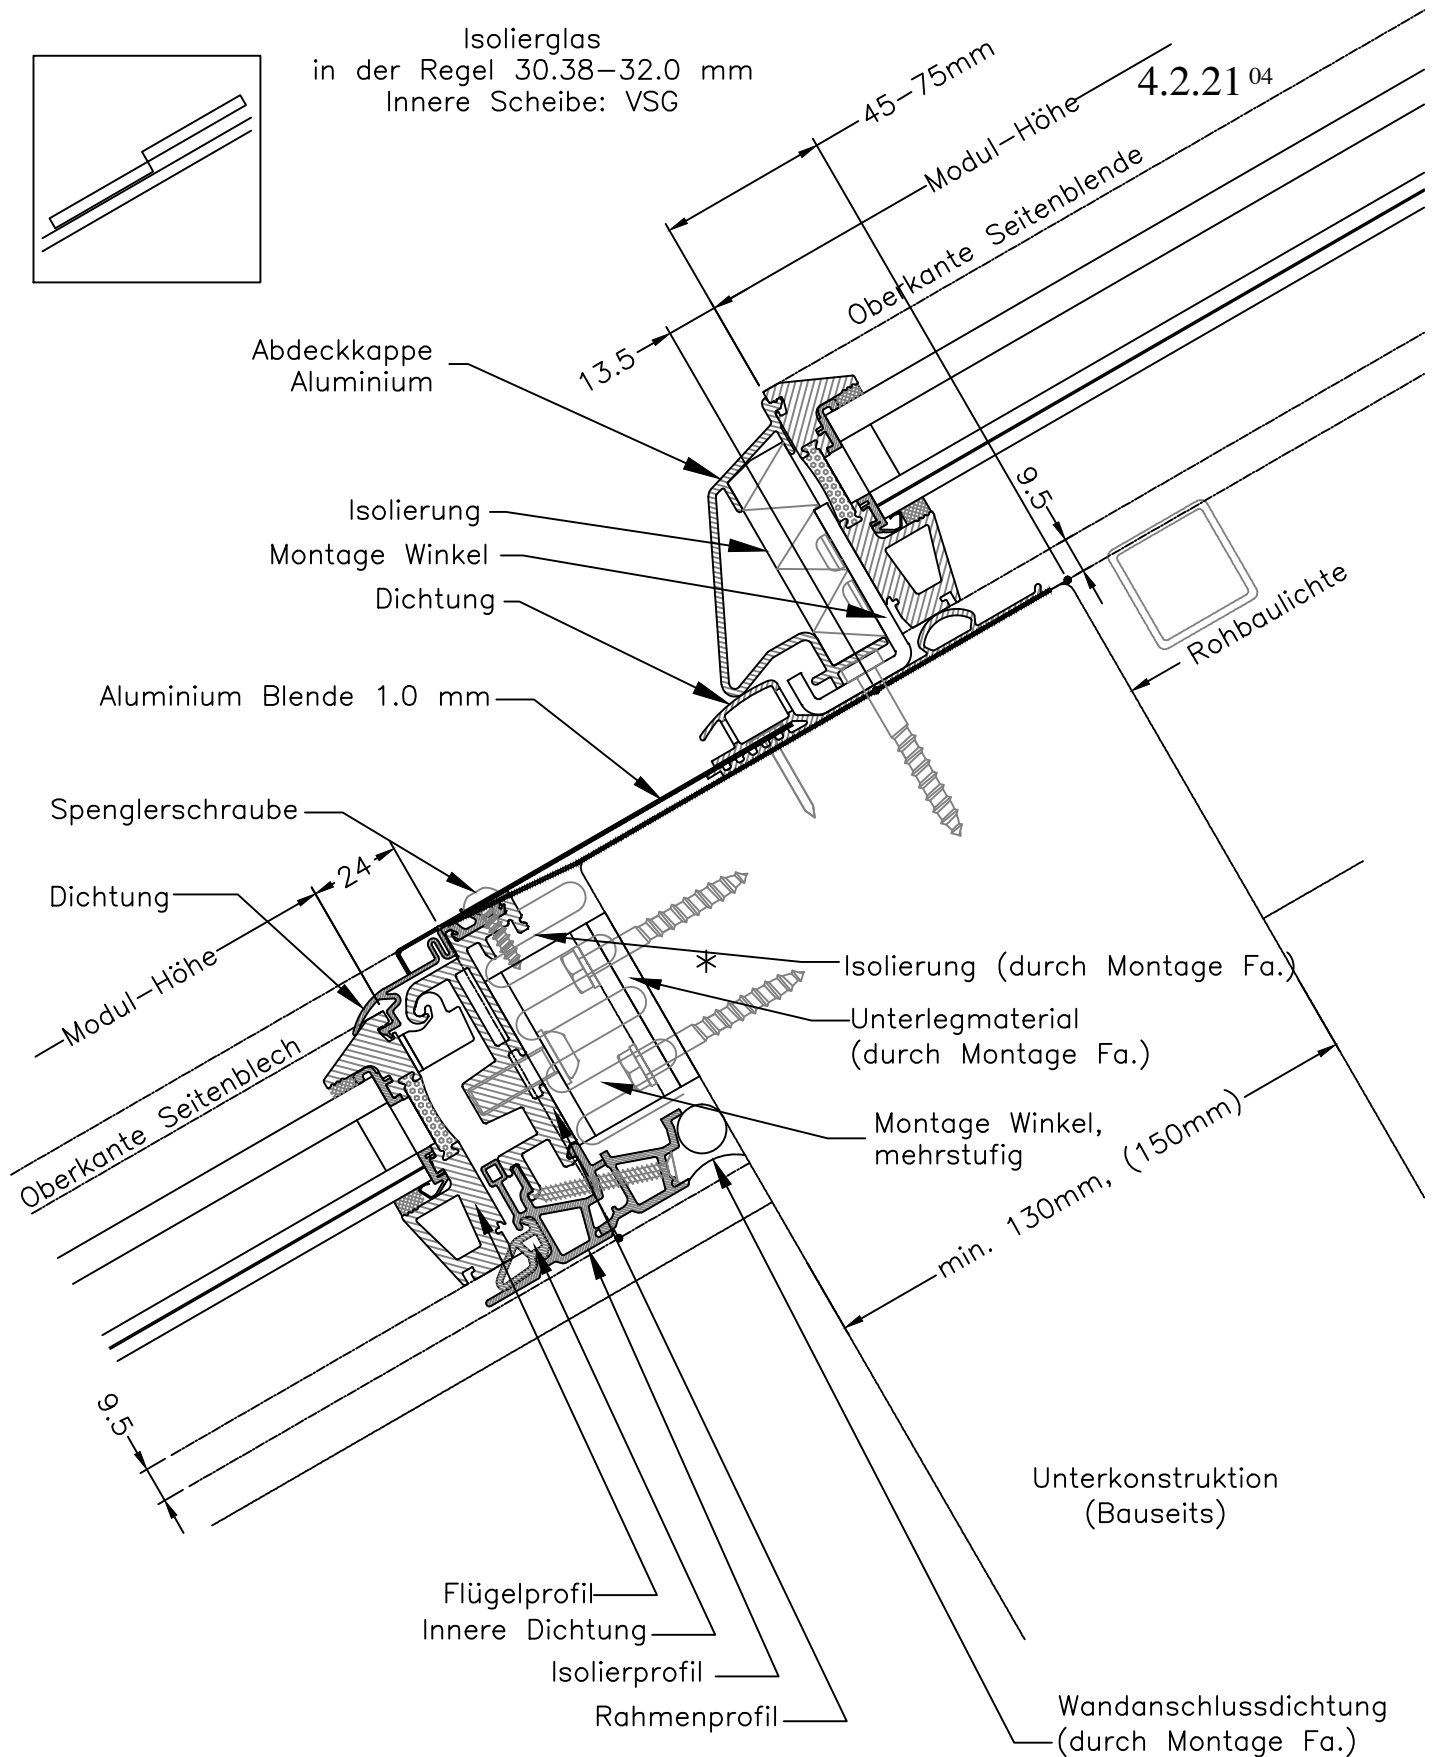 Isolierglas
in der Regel 30.38-32.0 mm
Innere Scheibe: VSG
4.2.21 04
45-75mm
Modul-Höhe
Oberkante Seitenblende
13.5
Abdeckkappe
Aluminium
Isolierung
Montage Winkel
Dichtung
9.5
Rohbaulichte
Aluminium Blende 1.0 mm
Spenglerschraube
24
Dichtung
Modul-Höhe
Oberkante Seitenblech
*
Isolierung (durch Montage Fa.)
Unterlegmaterial
(durch Montage Fa.)
Montage Winkel,
mehrstufig
min. 130mm, (150mm)
9.5
Unterkonstruktion
(Bauseits)
Flügelprofil
Innere Dichtung
Isolierprofil
Rahmenprofil
Wandanschlussdichtung
(durch Montage Fa.)